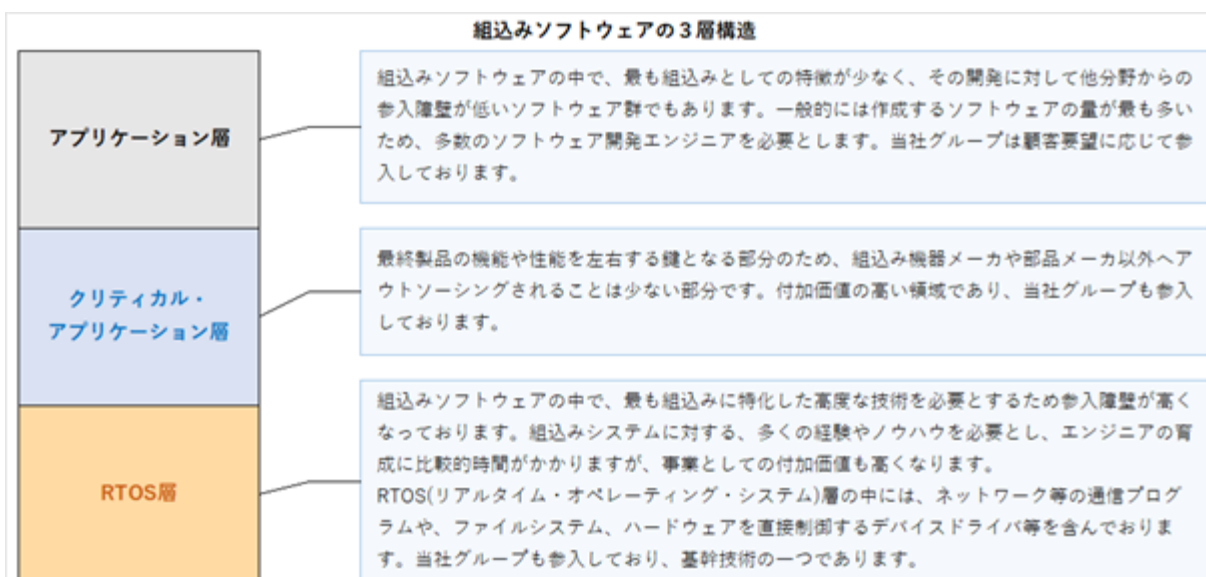 組込みソフトウェアの3層構造
アプリケーション層
組込みソフトウェアの中で、最も組込みとしての特徴が少なく、その開発に対して他分野からの
参入障壁が低いソフトウェア群でもあります。一般的には作成するソフトウェアの量が最も多い
ため、多数のソフトウェア開発エンジニアを必要とします。当社グループは顧客要望に応じて参
入しております。
クリティカル・
アプリケーション層
最終製品の機能や性能を左右する鍵となる部分のため、組込み機器メーカや部品メーカ以外へア
ウトソーシングされることは少ない部分です。付加価値の高い領域であり、当社グループも参入
しております。
RTOS層
組込みソフトウェアの中で、最も組込みに特化した高度な技術を必要とするため参入障壁が高く
なっております。組込みシステムに対する、多くの経験やノウハウを必要とし、エンジニアの育
成に比較的時間がかかりますが、事業としての付加価値も高くなります。
RTOS(リアルタイム・オペレーティング・システム)層の中には、ネットワーク等の通信プログ
ラムや、ファイルシステム、ハードウェアを直接制御するデバイスドライバ等を含んでおりま
す。当社グループも参入しており、基幹技術の一つであります。